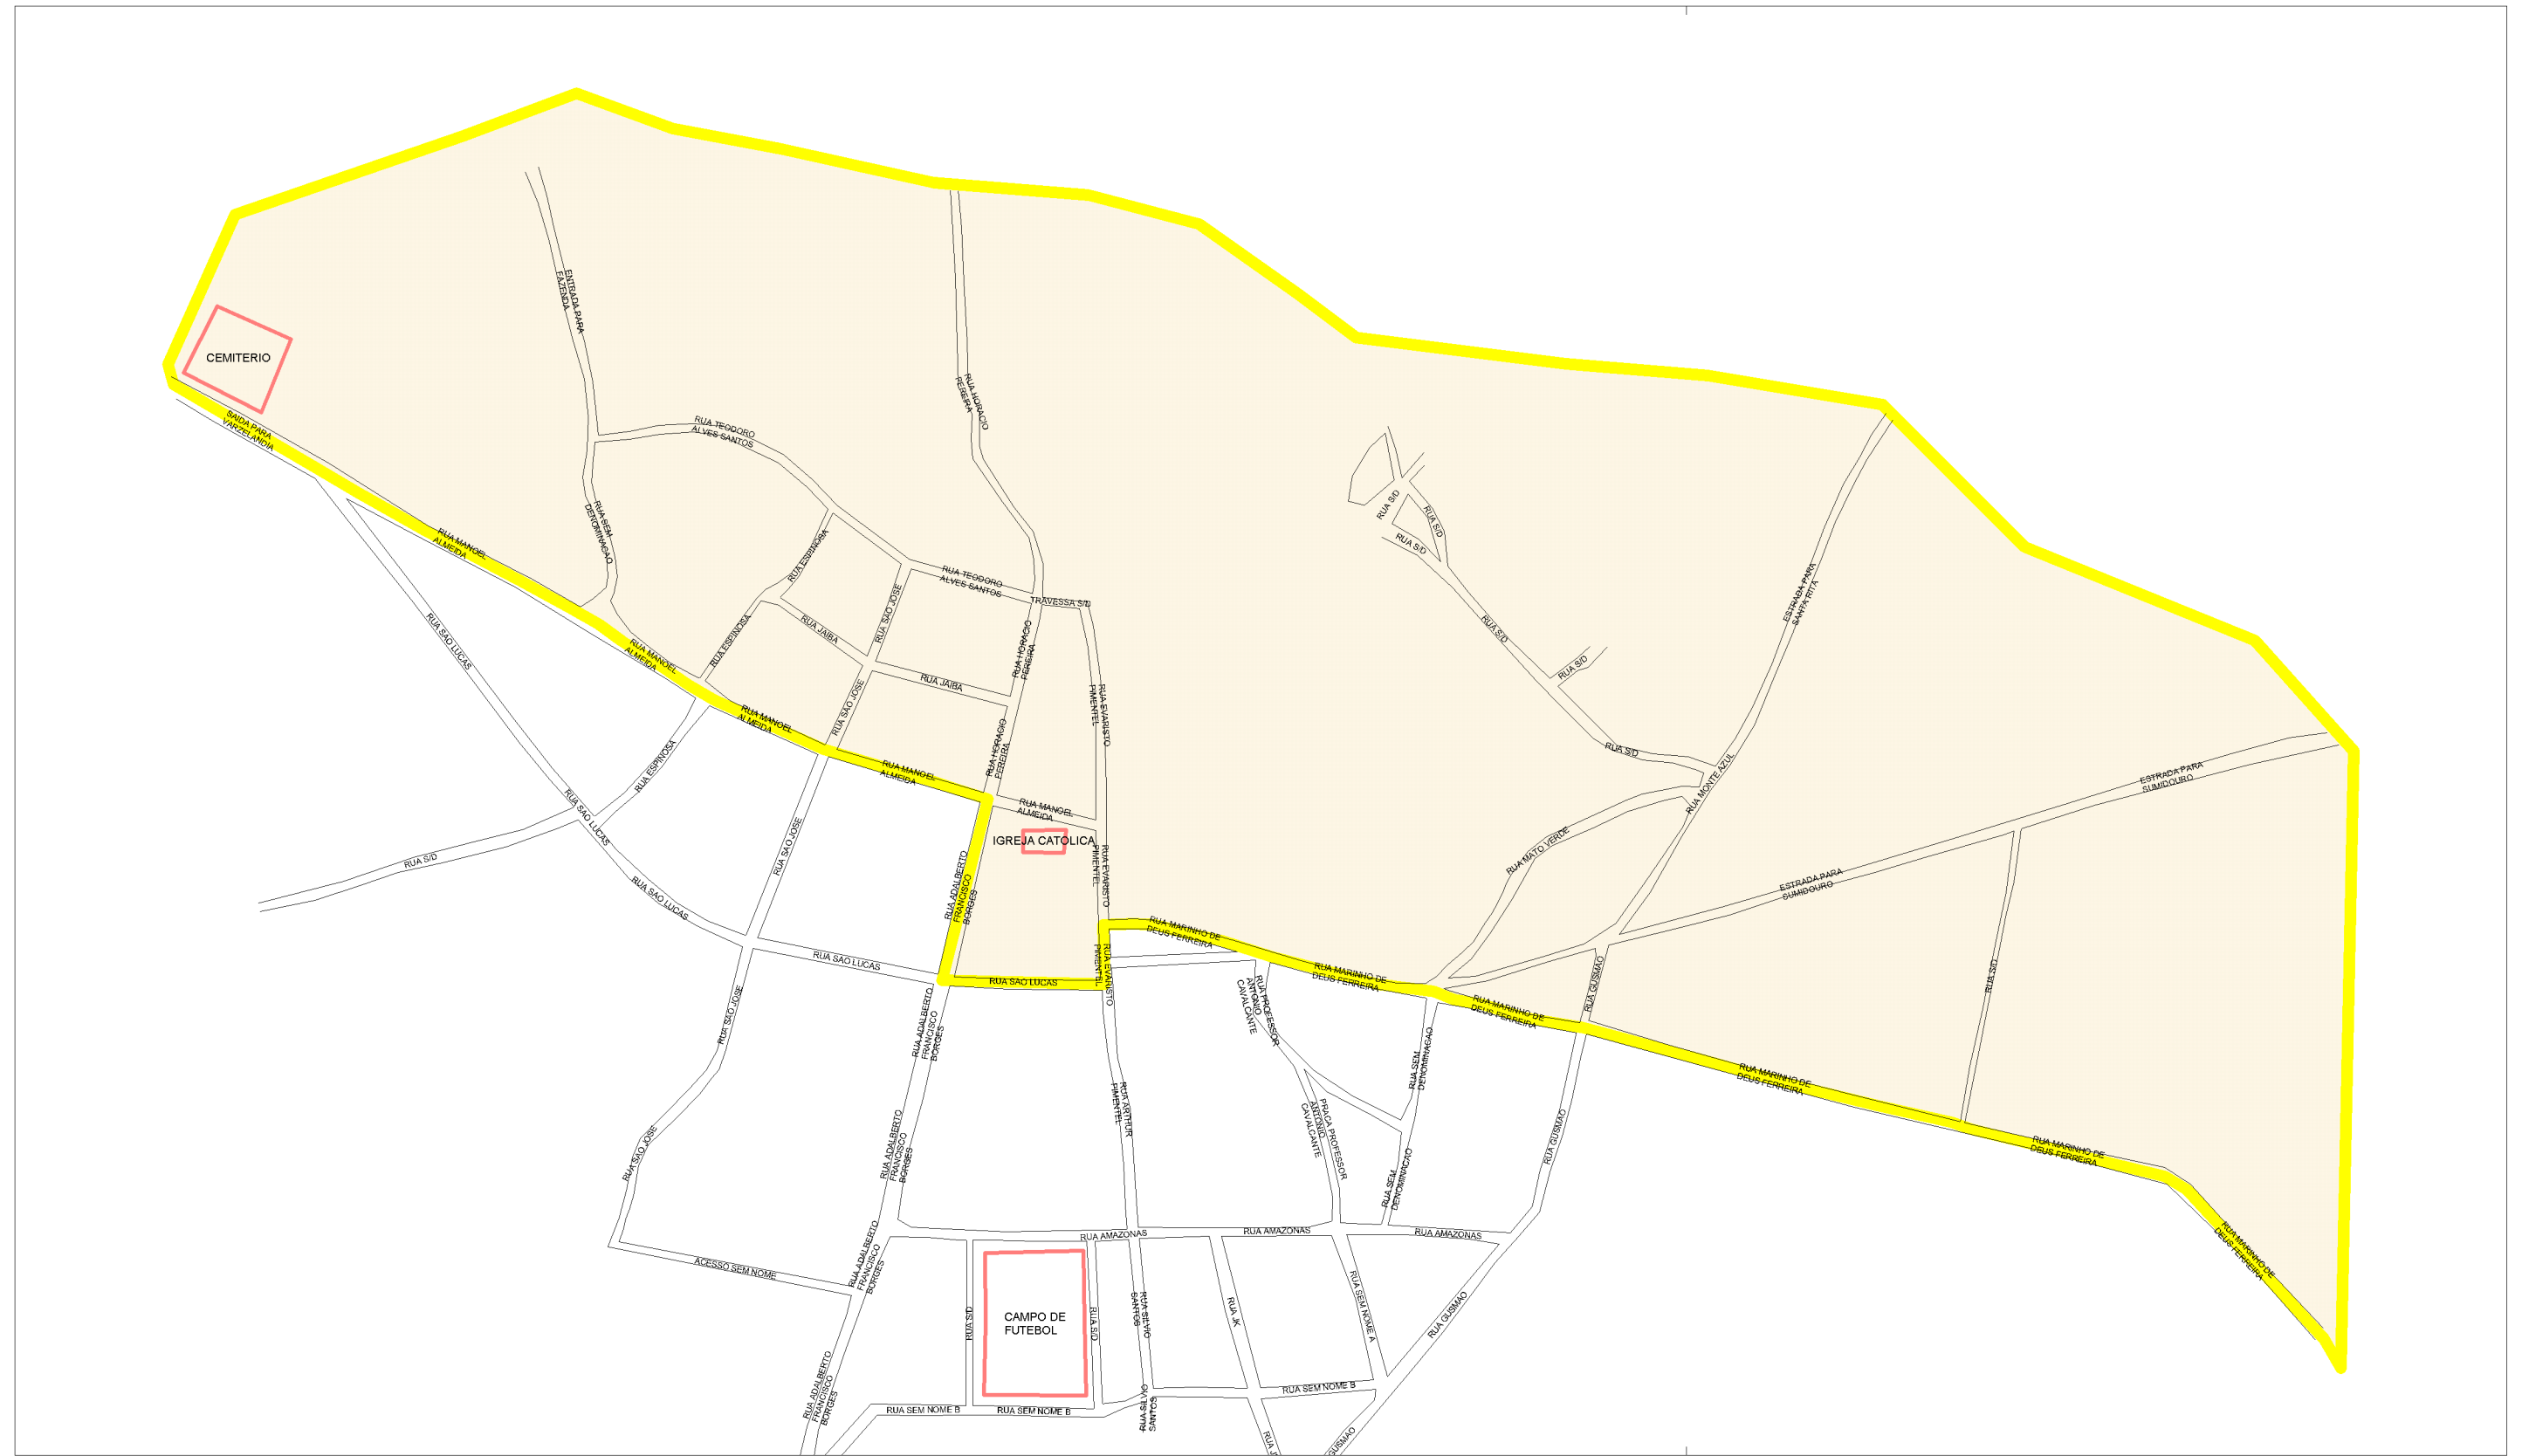 ENTRADA PARA
FAZENDA
CEMITERIO
SAIDA PARA
VARZELANDIA
RUA HORACIO
PEREIRA
RUA TEODORO
ALVES SANTOS
RUA MANOEL
ALMEIDA
RUA SEM
DENOMINACAO
RUA ESPINOSA
RUA SAO JOSE
RUA TEODORO
ALVES SANTOS
TRAVESSA S/D
RUA S/D
RUA S/D
RUA S/D
RUA S/D
RUA S/D
RUA S/D
ESTRADA PARA
SANTA RITA
RUA SAO LUCAS
RUA MANOEL
ALMEIDA
RUA ESPINOSA
RUA JAIBA
RUA JAIBA
RUA HORACIO
PEREIRA
RUA EVARISTO
PIMENTEL
RUA MANOEL
ALMEIDA
RUA SAO JOSE
RUA HORACIO
PEREIRA
RUA ESPINOSA
RUA MANOEL
ALMEIDA
RUA MONTE AZUL
ESTRADA PARA
SUMIDOURO
RUA SAO LUCAS
RUA SAO JOSE
RUA MANOEL
ALMEIDA
IGREJA CATOLICA
RUA S/D
RUA MATO VERDE
RUA SAO LUCAS
RUA ADALBERTO
FRANCISCO
BORGES
RUA EVARISTO
PIMENTEL
ESTRADA PARA
SUMIDOURO
RUA MARINHO DE
DEUS FERREIRA
RUA SAO LUCAS
RUA SAO LUCAS
RUA EVARISTO
PIMENTEL
RUA MARINHO DE
DEUS FERREIRA
RUA PROFESSOR
ANTONIO
CAVALCANTE
RUA MARINHO DE
DEUS FERREIRA
RUA GUSMAO
RUA S/D
RUA SAO JOSE
RUA ADALBERTO
FRANCISCO
BORGES
RUA SEM
DENOMINACAO
RUA MARINHO DE
DEUS FERREIRA
RUA ARTHUR
PIMENTEL
PRACA PROFESSOR
ANTONIO
CAVALCANTE
RUA SAO JOSE
RUA ADALBERTO
FRANCISCO
BORGES
RUA SEM
DENOMINACAO
RUA GUSMAO
RUA MARINHO DE
DEUS FERREIRA
RUA AMAZONAS
RUA AMAZONAS
RUA AMAZONAS
RUA MARINHO DE
DEUS FERREIRA
ACESSO SEM NOME
RUA ADALBERTO
FRANCISCO
BORGES
RUA S/D
CAMPO DE
FUTEBOL
RUA S/D
RUA SILVIO
SANTOS
RUA JK
RUA SEM NOME A
RUA GUSMAO
RUA ADALBERTO
FRANCISCO
BORGES
RUA SEM NOME B
RUA SEM NOME B
RUA SILVIO
SANTOS
RUA SEM NOME B
RUA J
GUSMAO